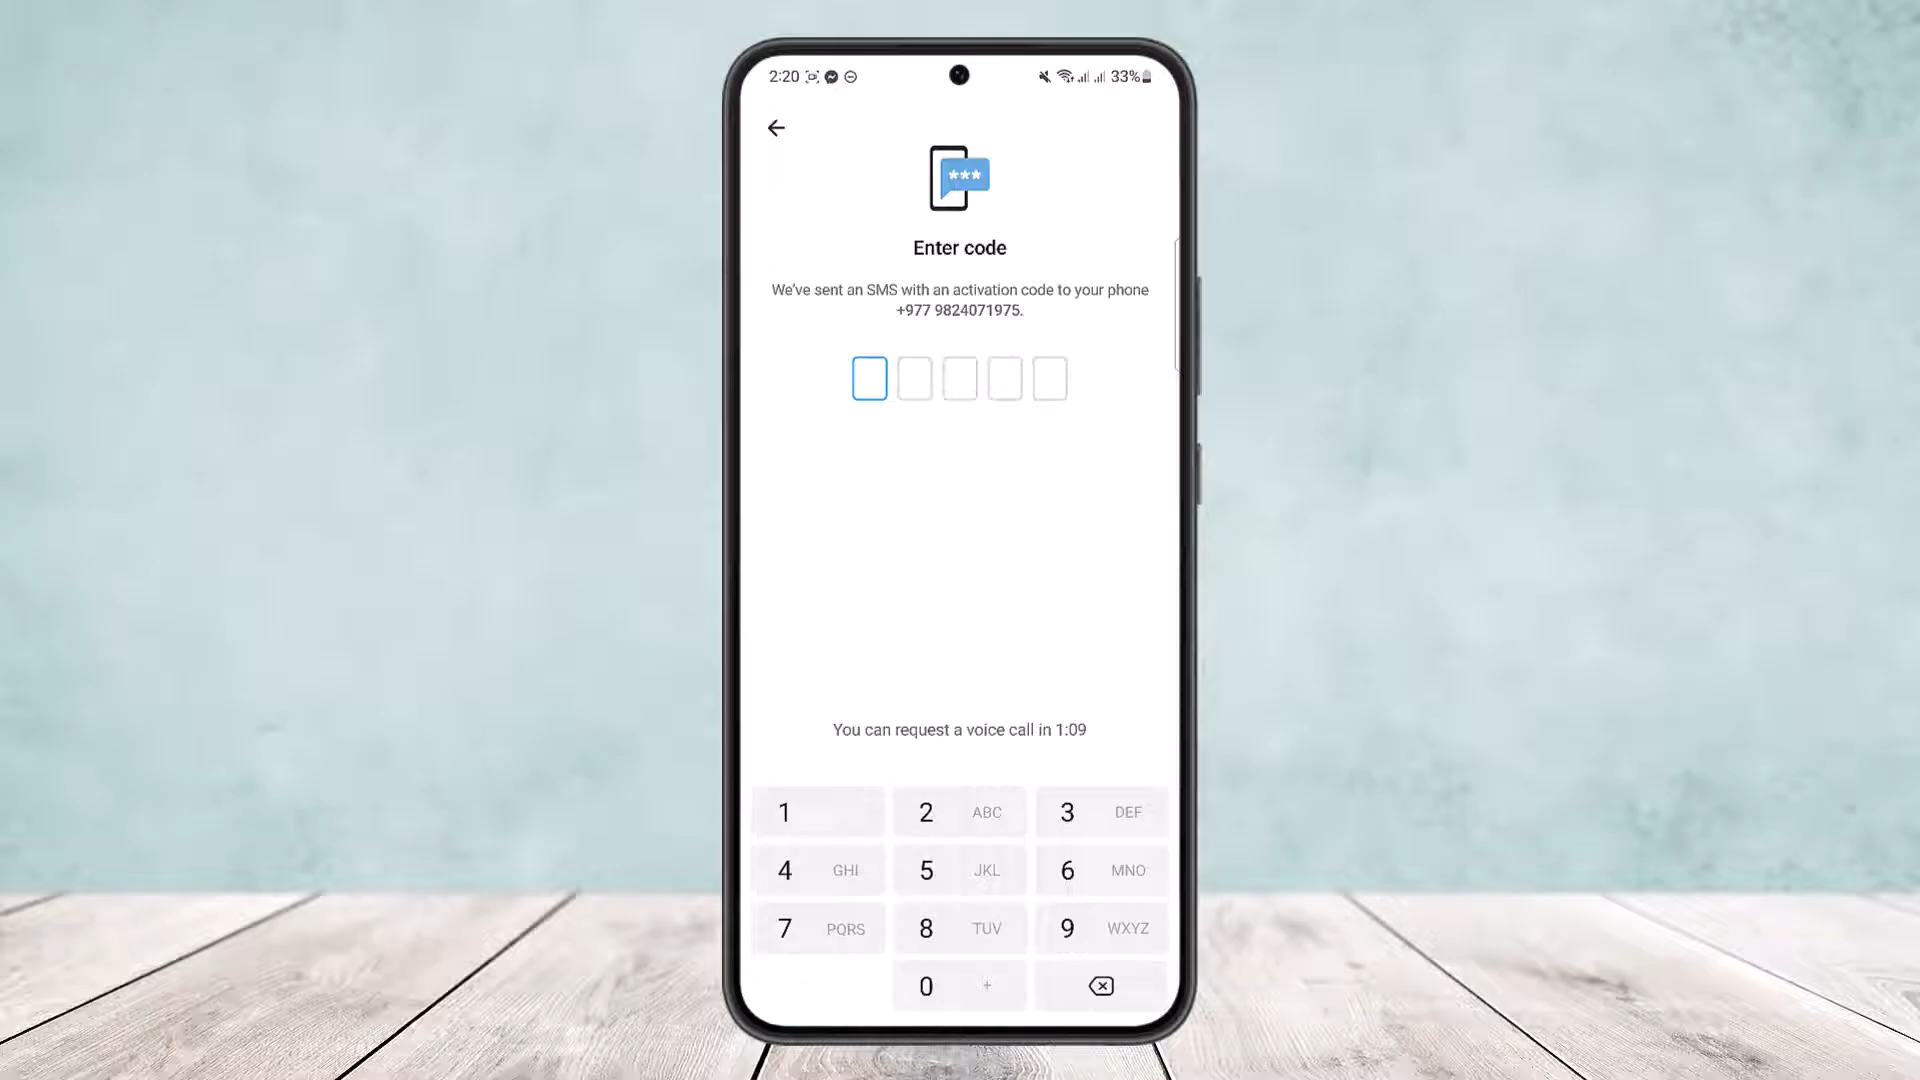 2:20 33%
***
Enter code
We've sent an SMS with an activation code to your phone
+977 9824071975.
You can request a voice call in 1:09
1 2 ABC 3 DEF
4 GHI 5 JKL 6 MNO
7 PQRS 8 TUV 9 WXYZ
0 +